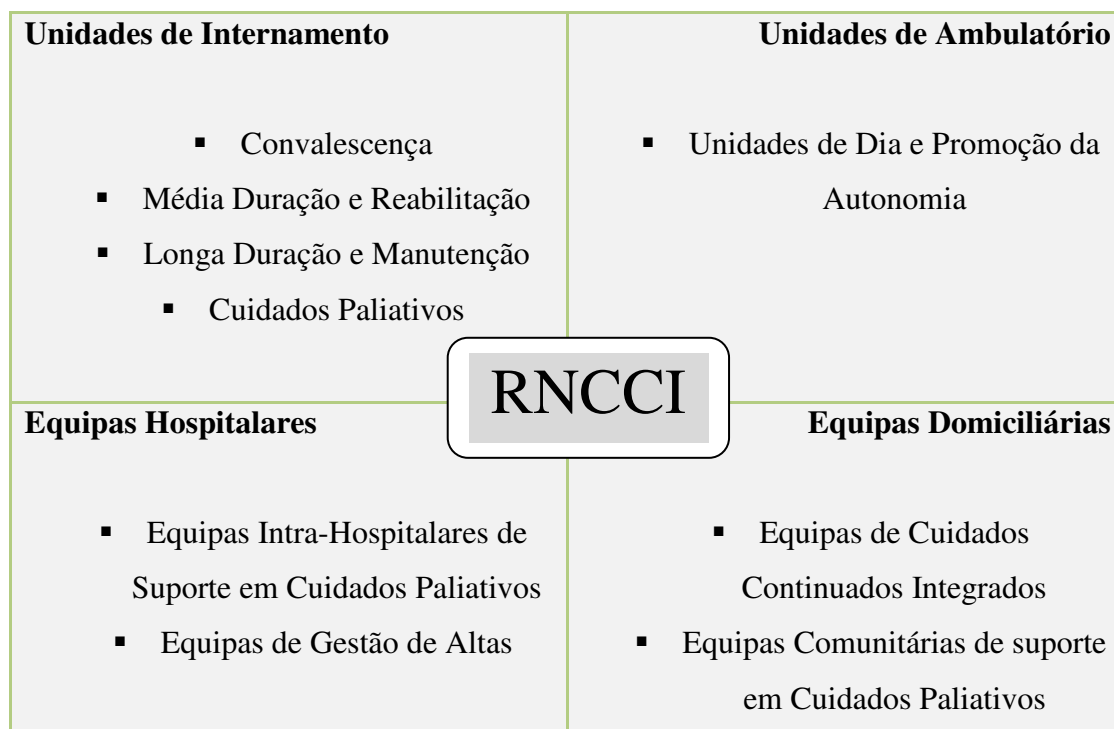 Unidades de Internamento
▪ Convalescença
▪ Média Duração e Reabilitação
▪ Longa Duração e Manutenção
▪ Cuidados Paliativos
Unidades de Ambulatório
▪ Unidades de Dia e Promoção da
Autonomia
RNCCI
Equipas Hospitalares
▪ Equipas Intra-Hospitalares de
Suporte em Cuidados Paliativos
▪ Equipas de Gestão de Altas
Equipas Domiciliárias
▪ Equipas de Cuidados
Continuados Integrados
▪ Equipas Comunitárias de suporte
em Cuidados Paliativos